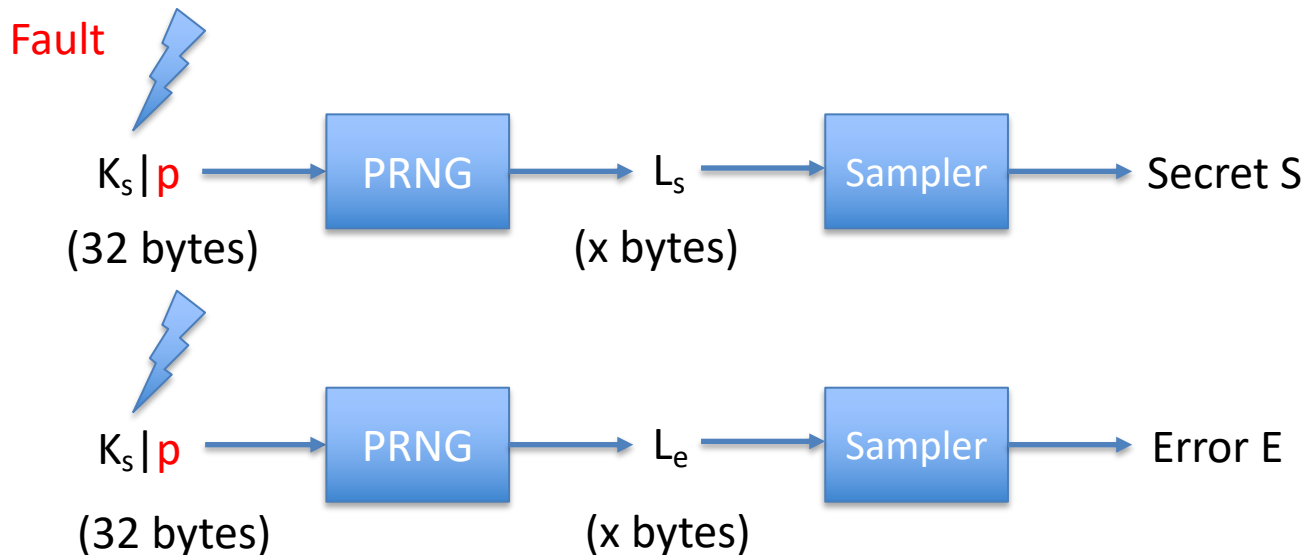 Fault
Kₛ|p PRNG Lₛ Sampler Secret S
(32 bytes) (x bytes)
Kₛ|p PRNG Lₑ Sampler Error E
(32 bytes) (x bytes)